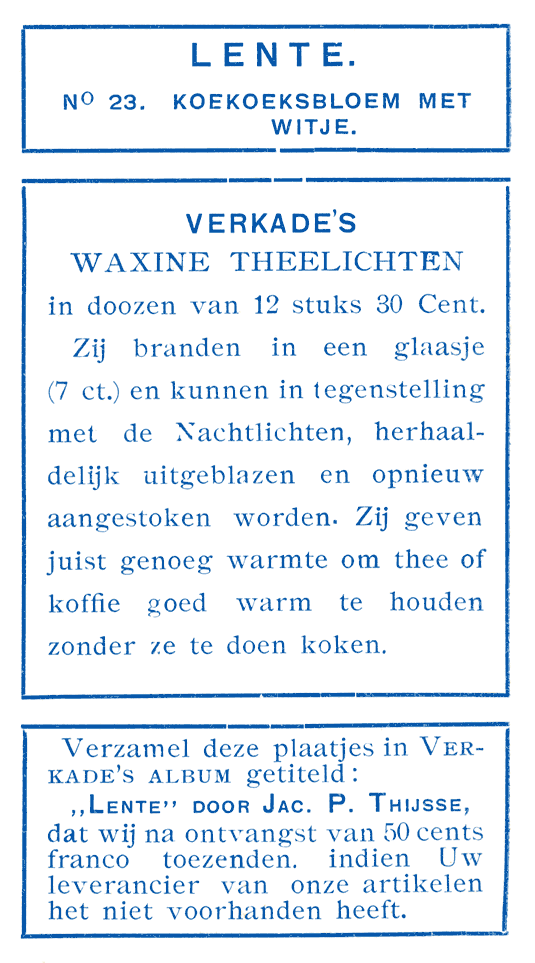 LENTE.
Nº 23. KOEKOEKSBLOEM MET
WITJE.
VERKADE'S
WAXINE THEELICHTEN
in doozen van 12 stuks 30 Cent.
Zij branden in een glaasje
(7 ct.) en kunnen in tegenstelling
met de Nachtlichten, herhaal-
delijk uitgeblazen en opnieuw
aangestoken worden. Zij geven
juist genoeg warmte om thee of
koffie goed warm te houden
zonder ze te doen koken.
Verzamel deze plaatjes in VER-
KADE'S ALBUM getiteld:
„LENTE” DOOR JAC. P. THIJSSE,
dat wij na ontvangst van 50 cents
franco toezenden. indien Uw
leverancier van onze artikelen
het niet voorhanden heeft.